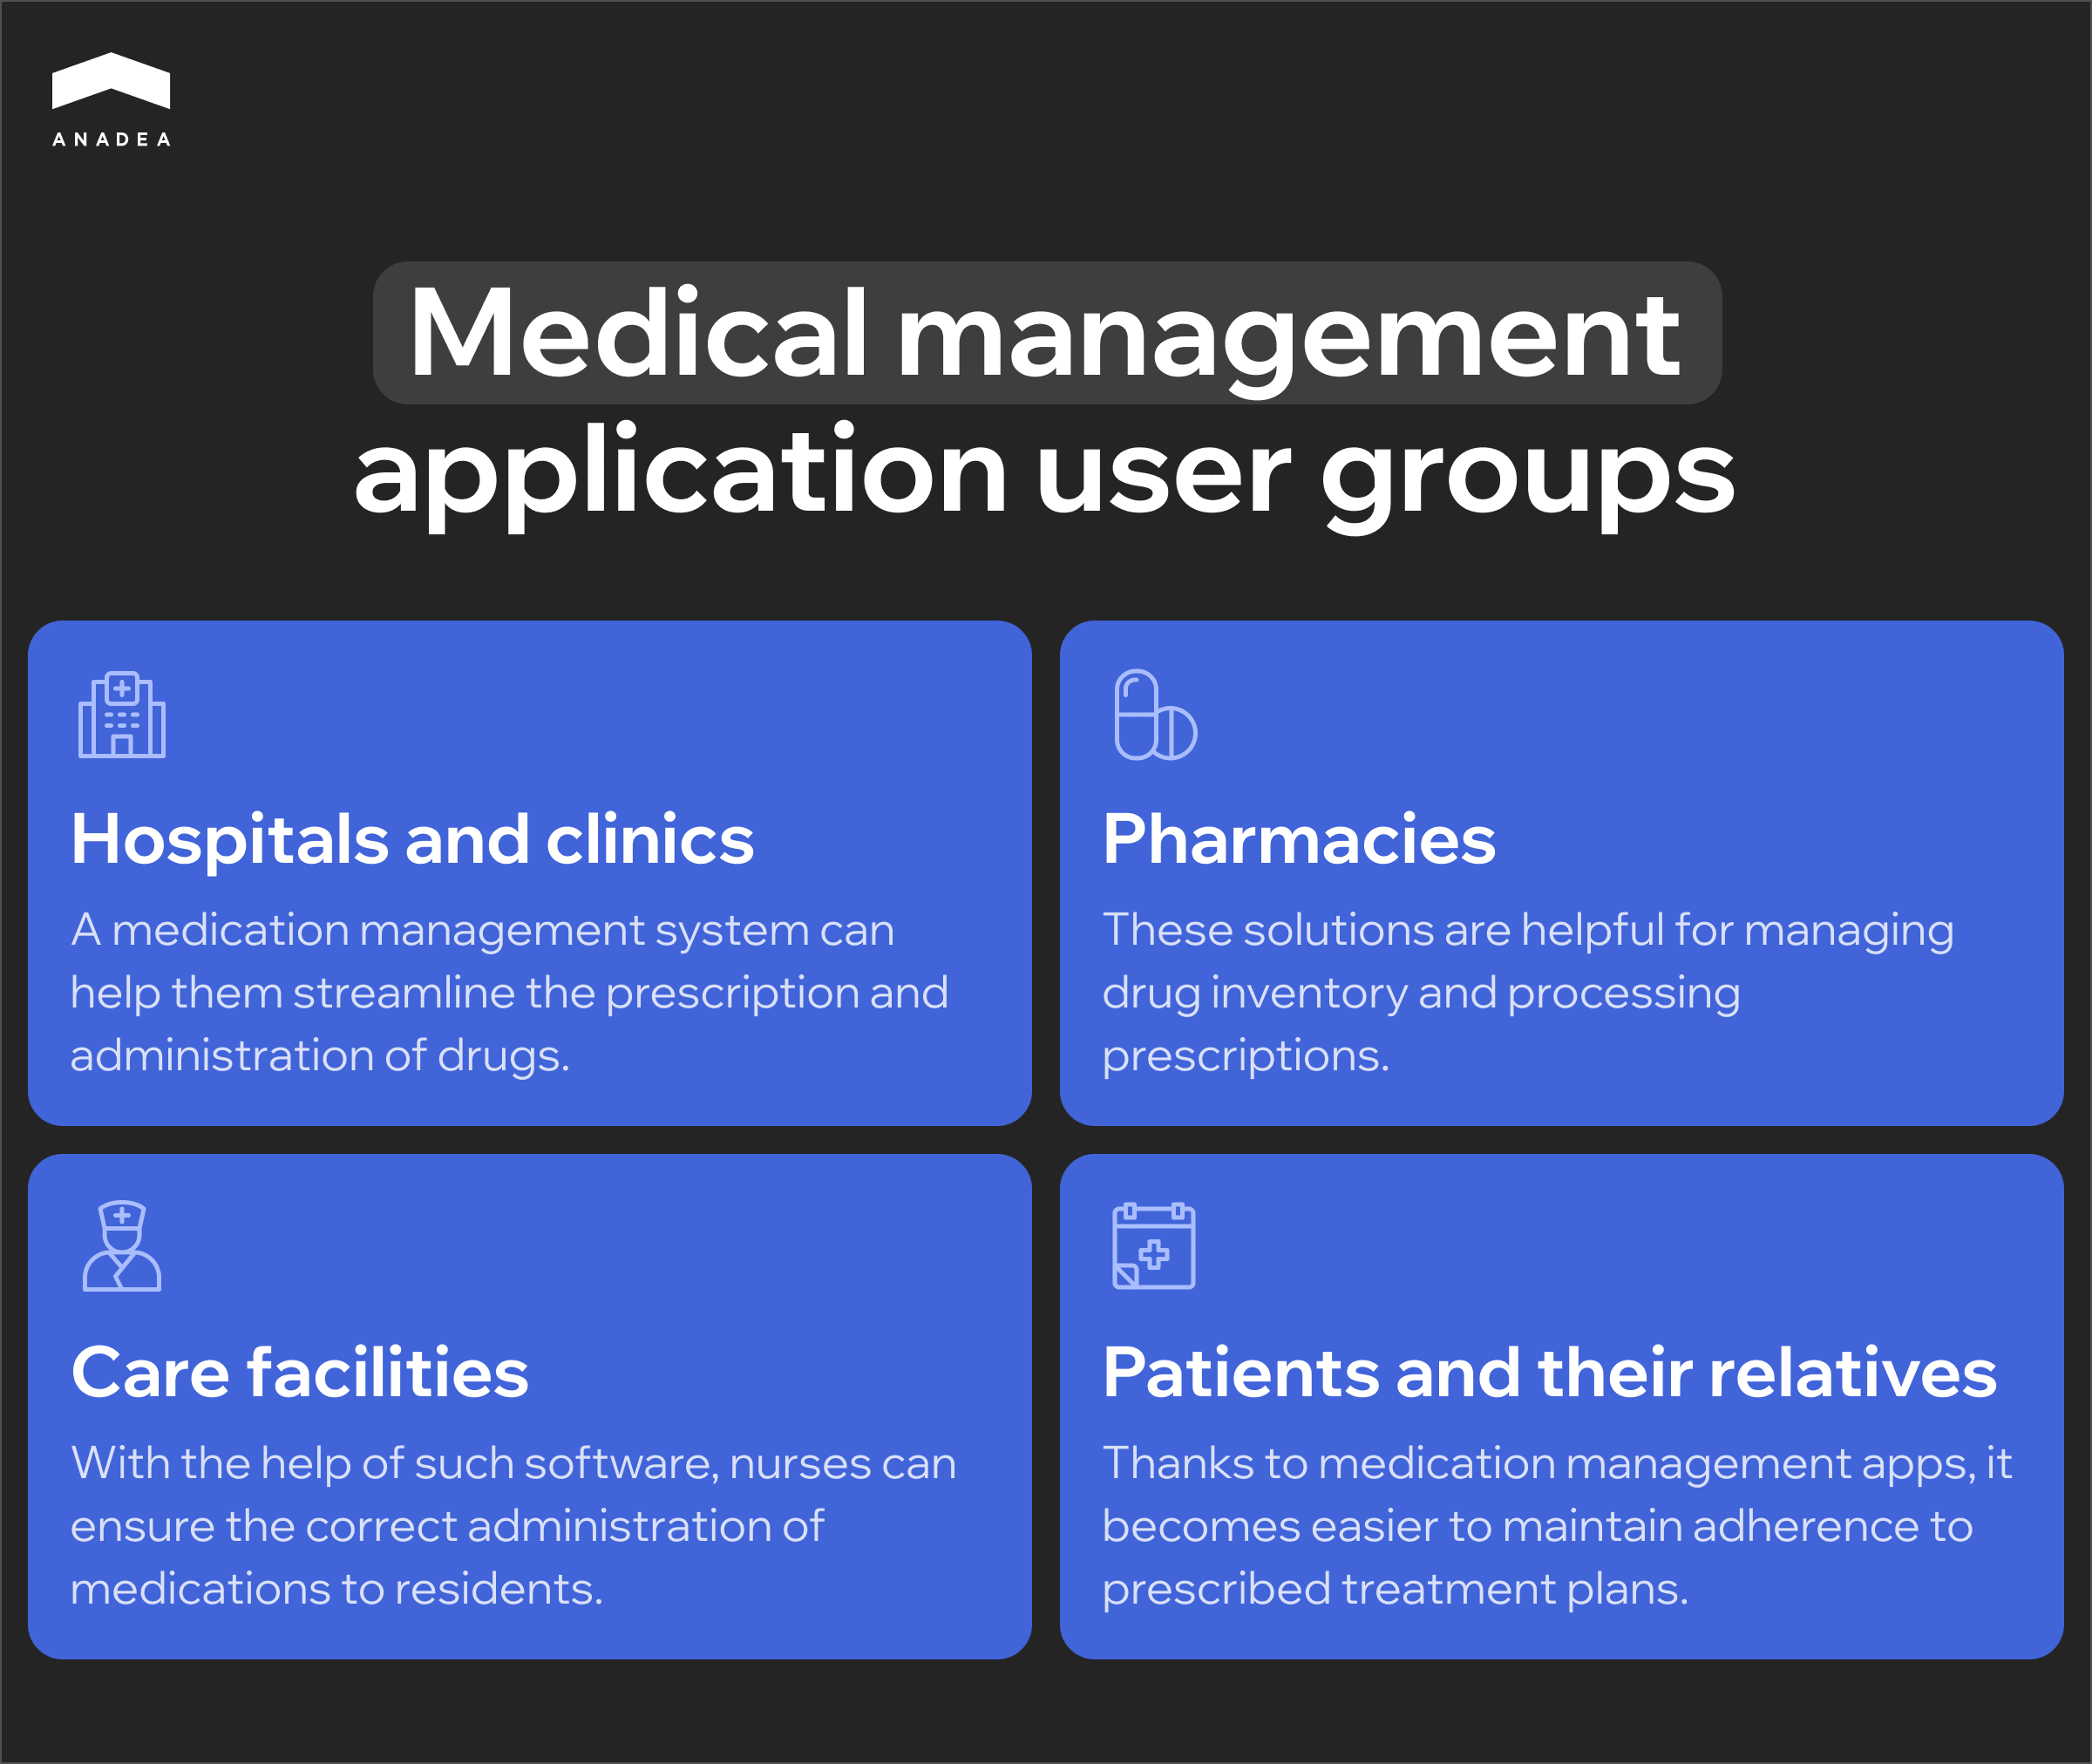 ANADEA
Medical management
application user groups
Hospitals and clinics
A medication management system can
help them streamline the prescription and
administration of drugs.
Pharmacies
These solutions are helpful for managing
drug inventory and processing
prescriptions.
Care facilities
With the help of such software, nurses can
ensure the correct administration of
medications to residents.
Patients and their relatives
Thanks to medication management apps, it
becomes easier to maintain adherence to
prescribed treatment plans.